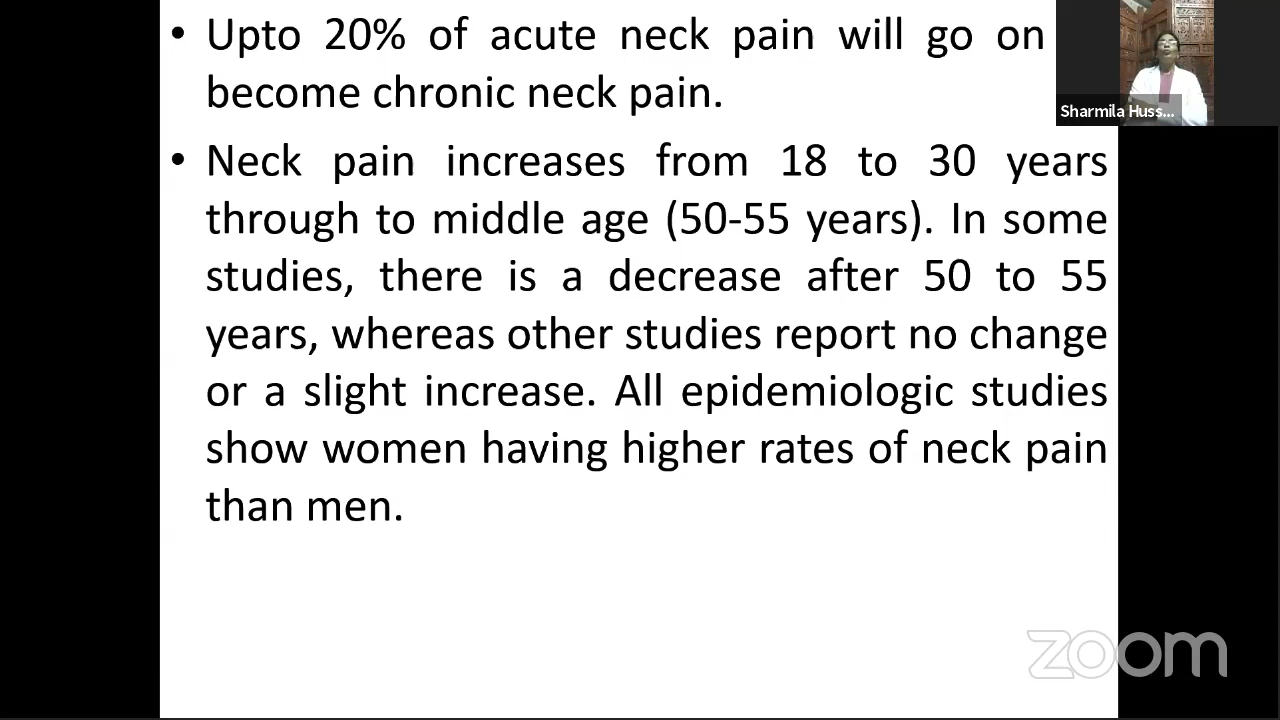 • Upto 20% of acute neck pain will go on
become chronic neck pain.
• Neck pain increases from 18 to 30 years
through to middle age (50-55 years). In some
studies, there is a decrease after 50 to 55
years, whereas other studies report no change
or a slight increase. All epidemiologic studies
show women having higher rates of neck pain
than men.
Sharmila Huss...
zoom